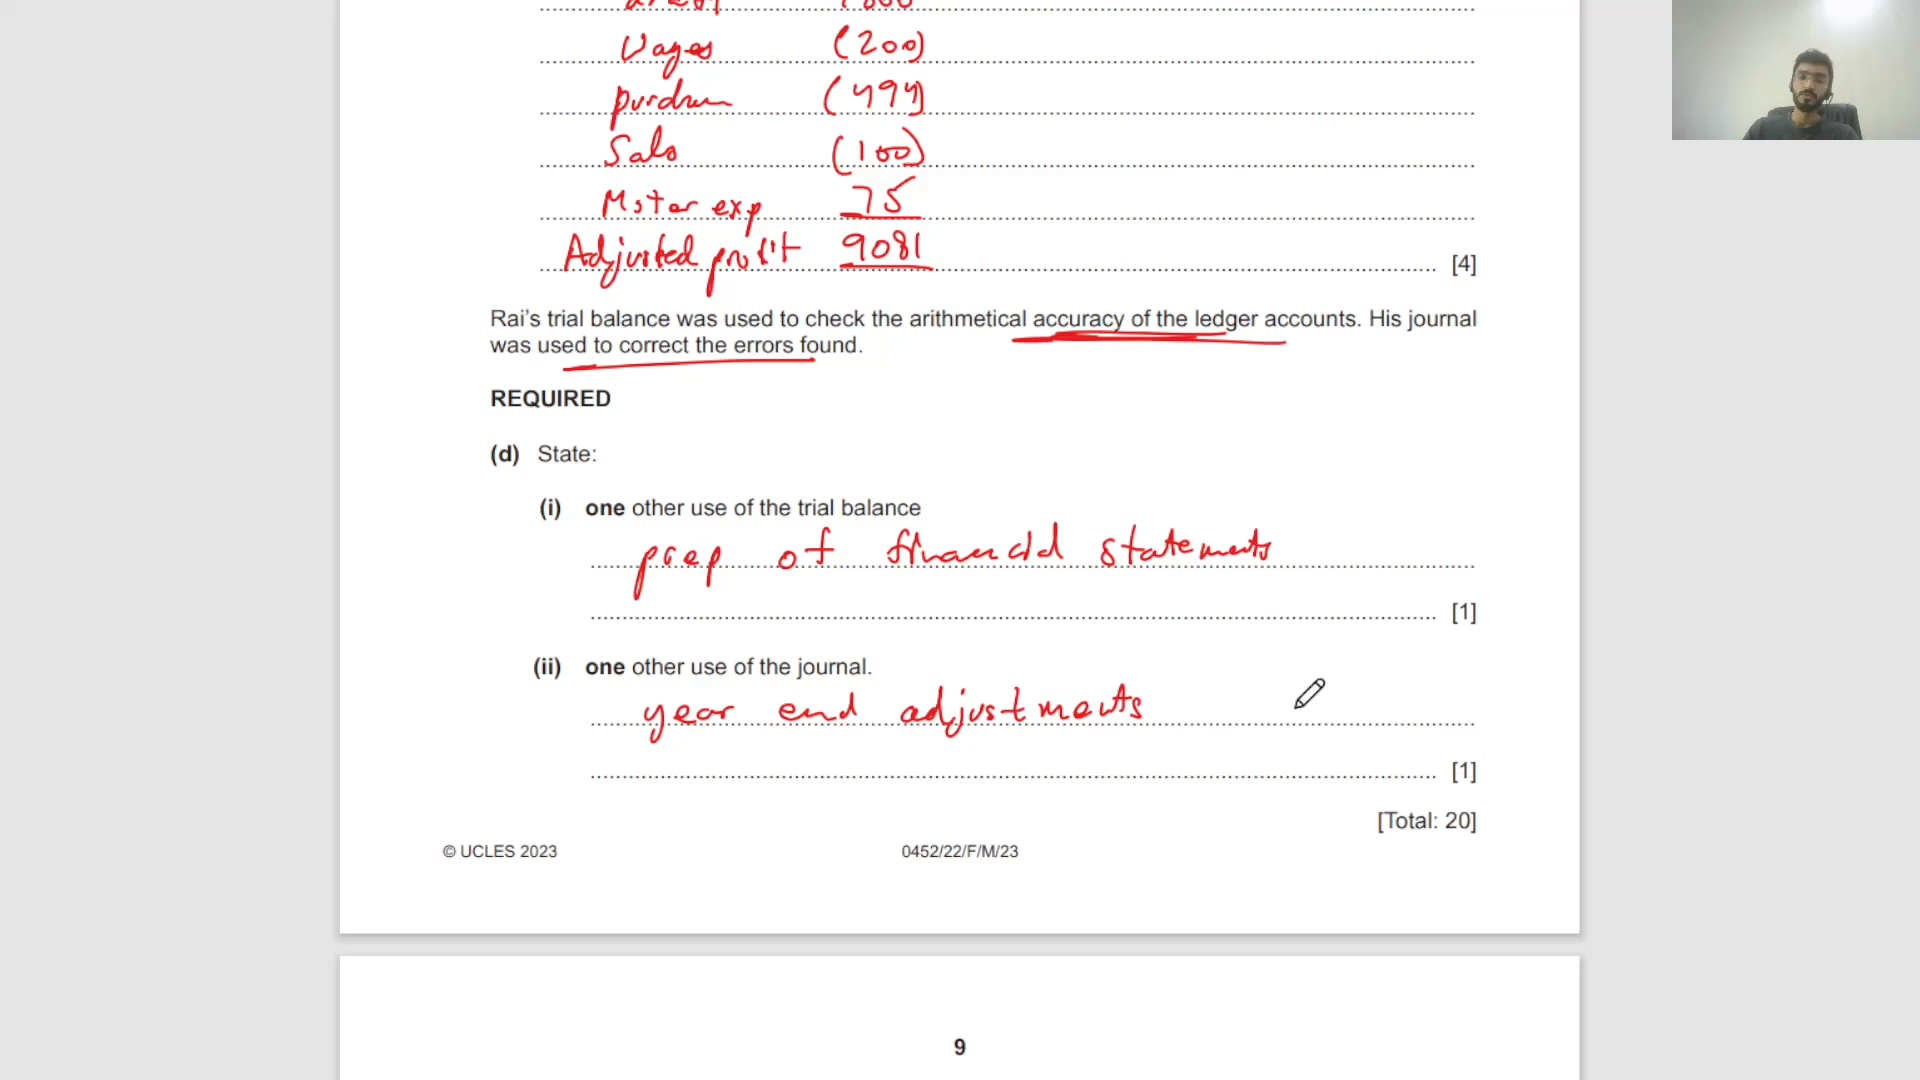 Wages (200)
purchases (494)
Sales (100)
Motor exp 75
Adjusted profit 9081
[4]
Rai's trial balance was used to check the arithmetical accuracy of the ledger accounts. His journal
was used to correct the errors found.
REQUIRED
(d) State:
(i) one other use of the trial balance
prep of financial statements
[1]
(ii) one other use of the journal.
year end adjustments
[1]
[Total: 20]
© UCLES 2023 0452/22/F/M/23
9